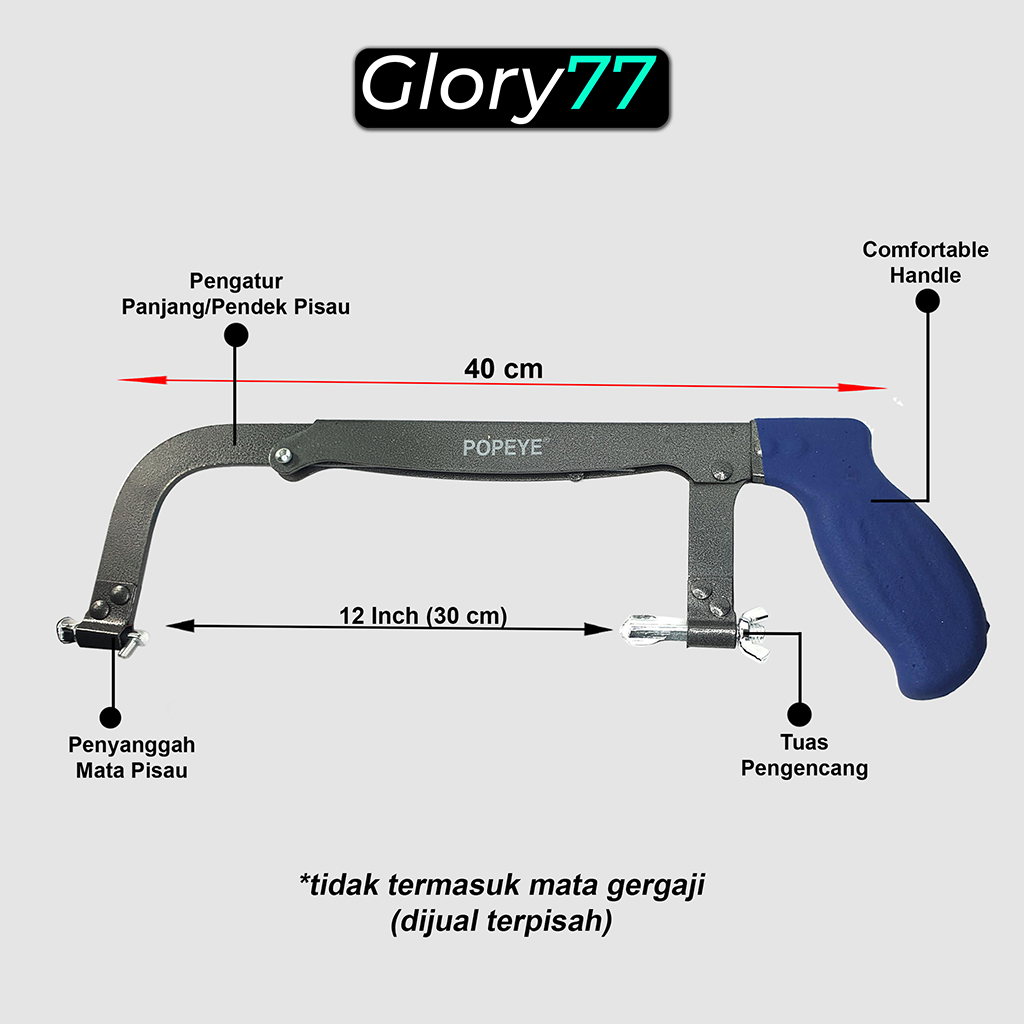 Glory77
Comfortable
Handle
Pengatur
Panjang/Pendek Pisau
40 cm
POPEYE®
12 Inch (30 cm)
Penyanggah
Mata Pisau
Tuas
Pengencang
*tidak termasuk mata gergaji
(dijual terpisah)